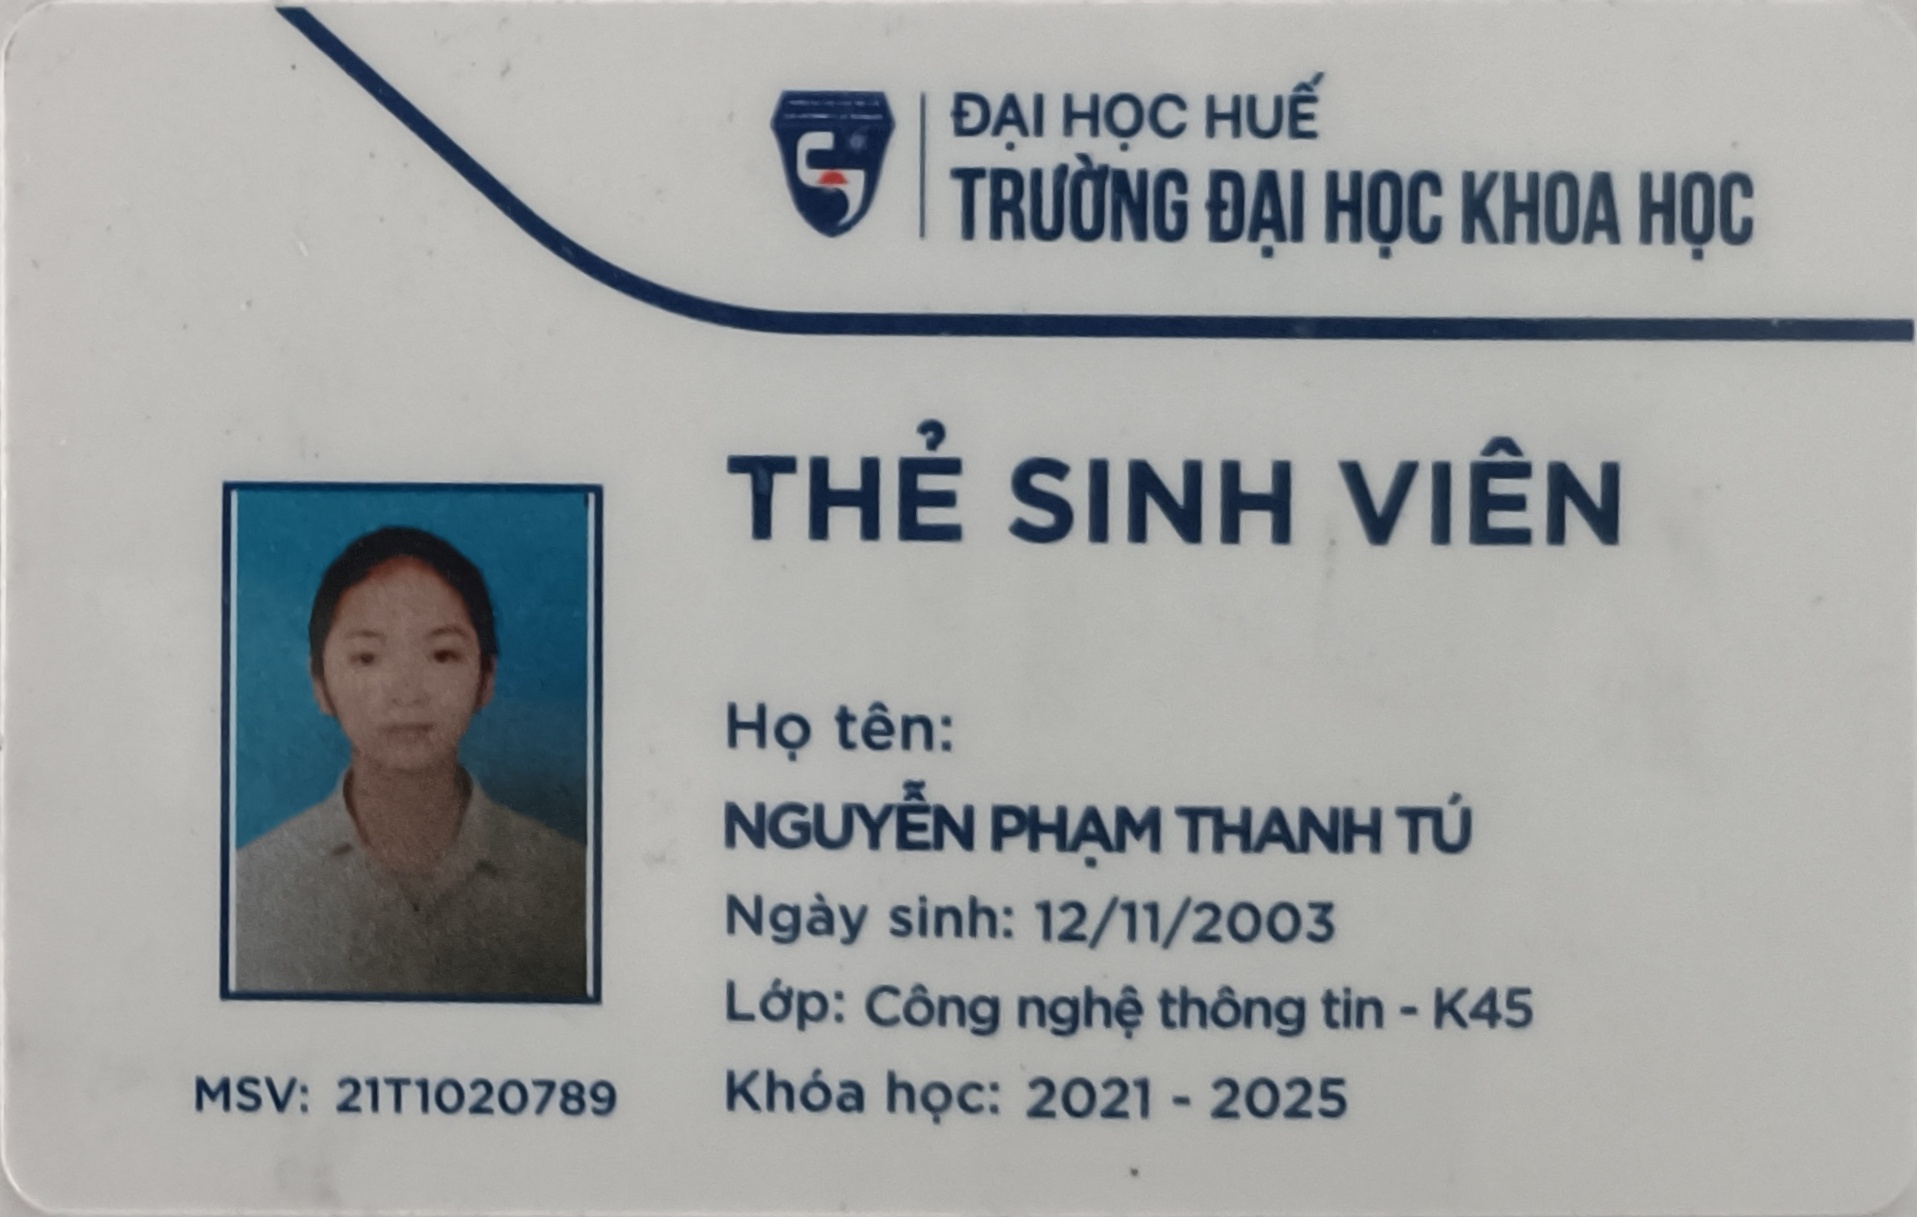 ĐẠI HỌC HUẾ
TRƯỜNG ĐẠI HỌC KHOA HỌC
THẺ SINH VIÊN
Họ tên:
NGUYỄN PHẠM THANH TÚ
Ngày sinh: 12/11/2003
Lớp: Công nghệ thông tin - K45
Khóa học: 2021 - 2025
MSV: 21T1020789